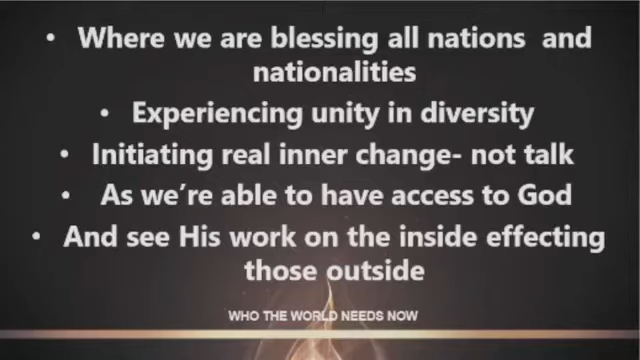 • Where we are blessing all nations and
nationalities
• Experiencing unity in diversity
• Initiating real inner change- not talk
• As we're able to have access to God
• And see His work on the inside effecting
those outside
WHO THE WORLD NEEDS NOW